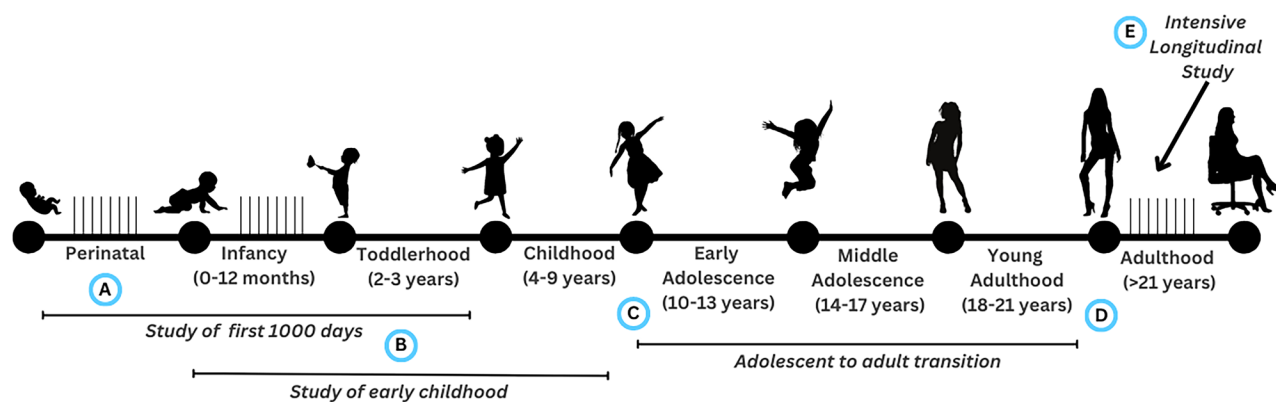 E
Intensive
Longitudinal
Study
Perinatal
Infancy
(0-12 months)
Toddlerhood
(2-3 years)
Childhood
(4-9 years)
Early
Adolescence
(10-13 years)
Middle
Adolescence
(14-17 years)
Young
Adulthood
(18-21 years)
Adulthood
(>21 years)
A
Study of first 1000 days
B
Study of early childhood
C
Adolescent to adult transition
D